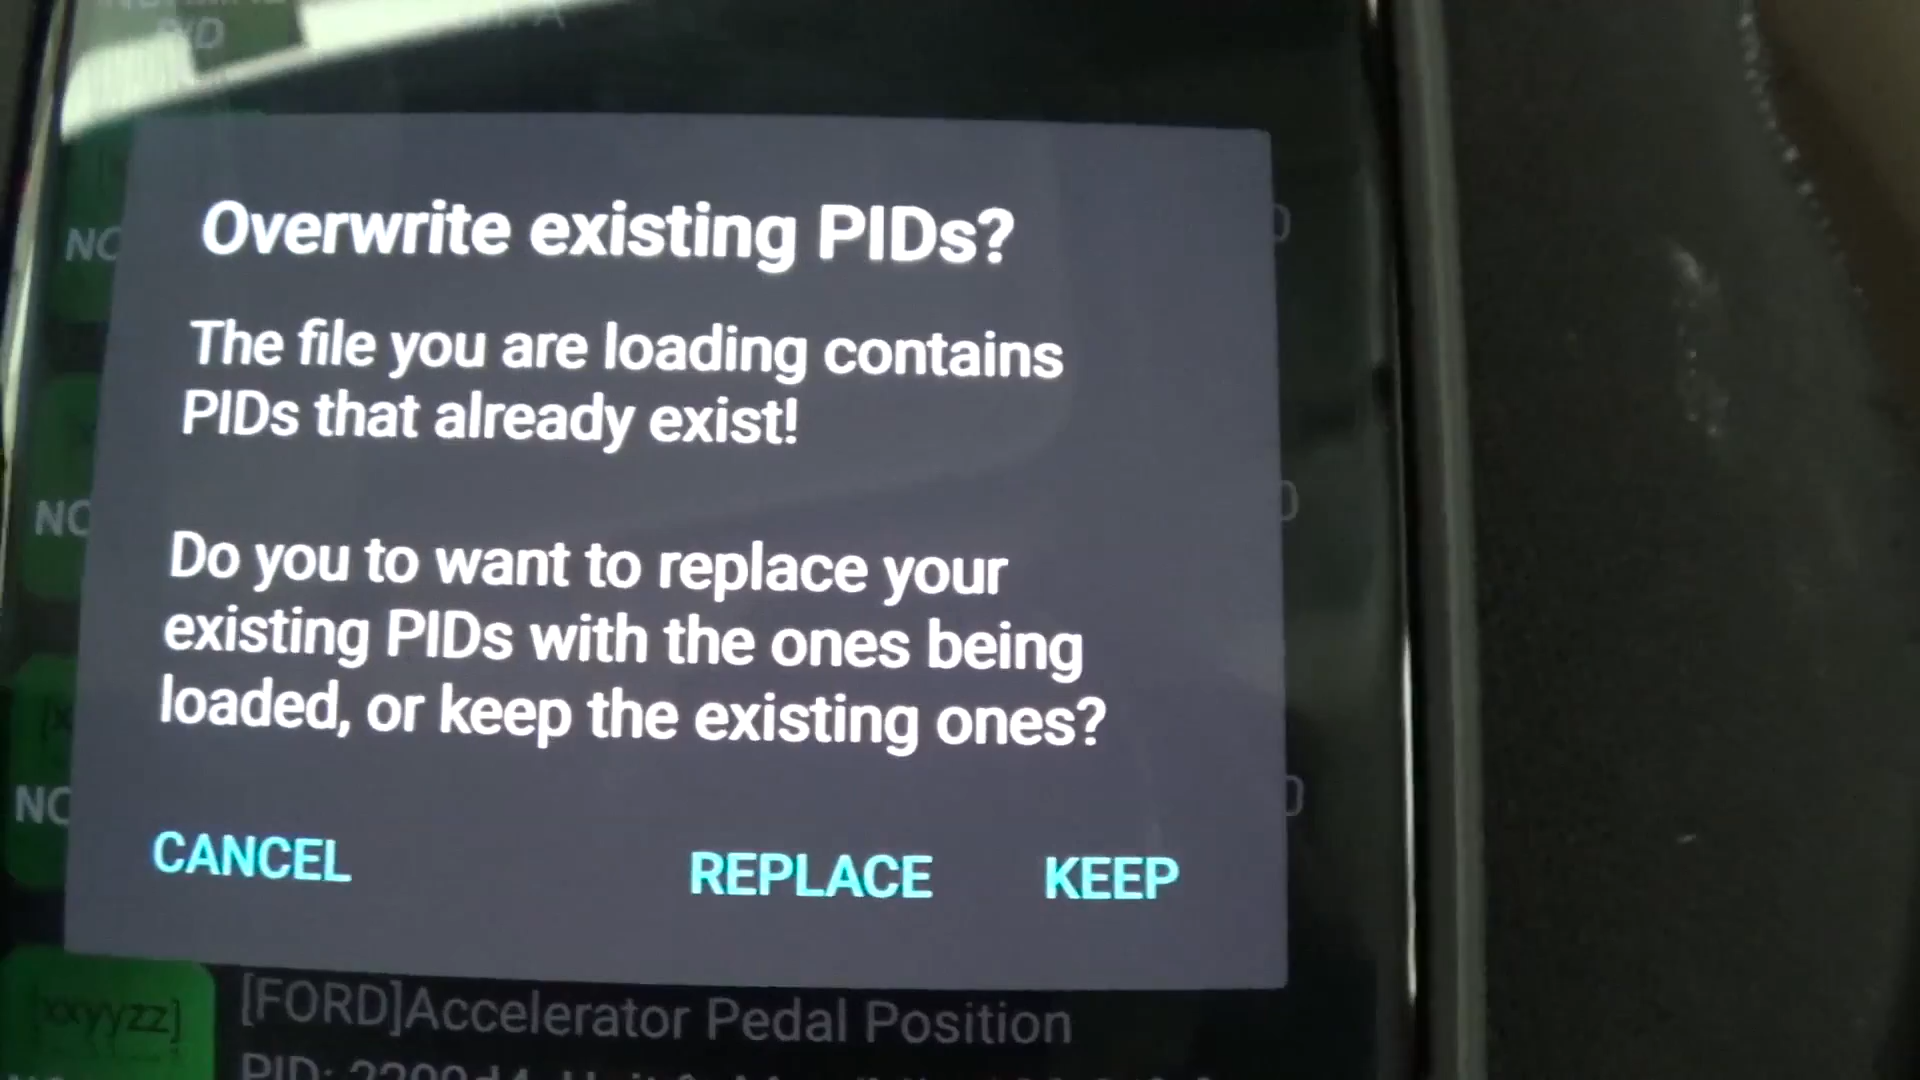 PID
Overwrite existing PIDs?
The file you are loading contains
PIDs that already exist!
Do you to want to replace your
existing PIDs with the ones being
loaded, or keep the existing ones?
CANCEL
REPLACE
KEEP
[xxyyzz]
[FORD]Accelerator Pedal Position